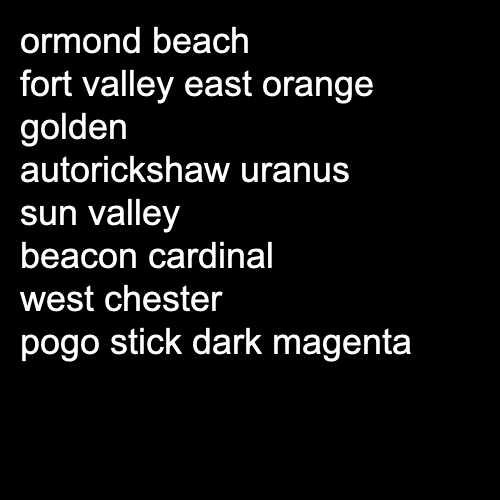 ormond beach
fort valley east orange
golden
autorickshaw uranus
sun valley
beacon cardinal
west chester
pogo stick dark magenta